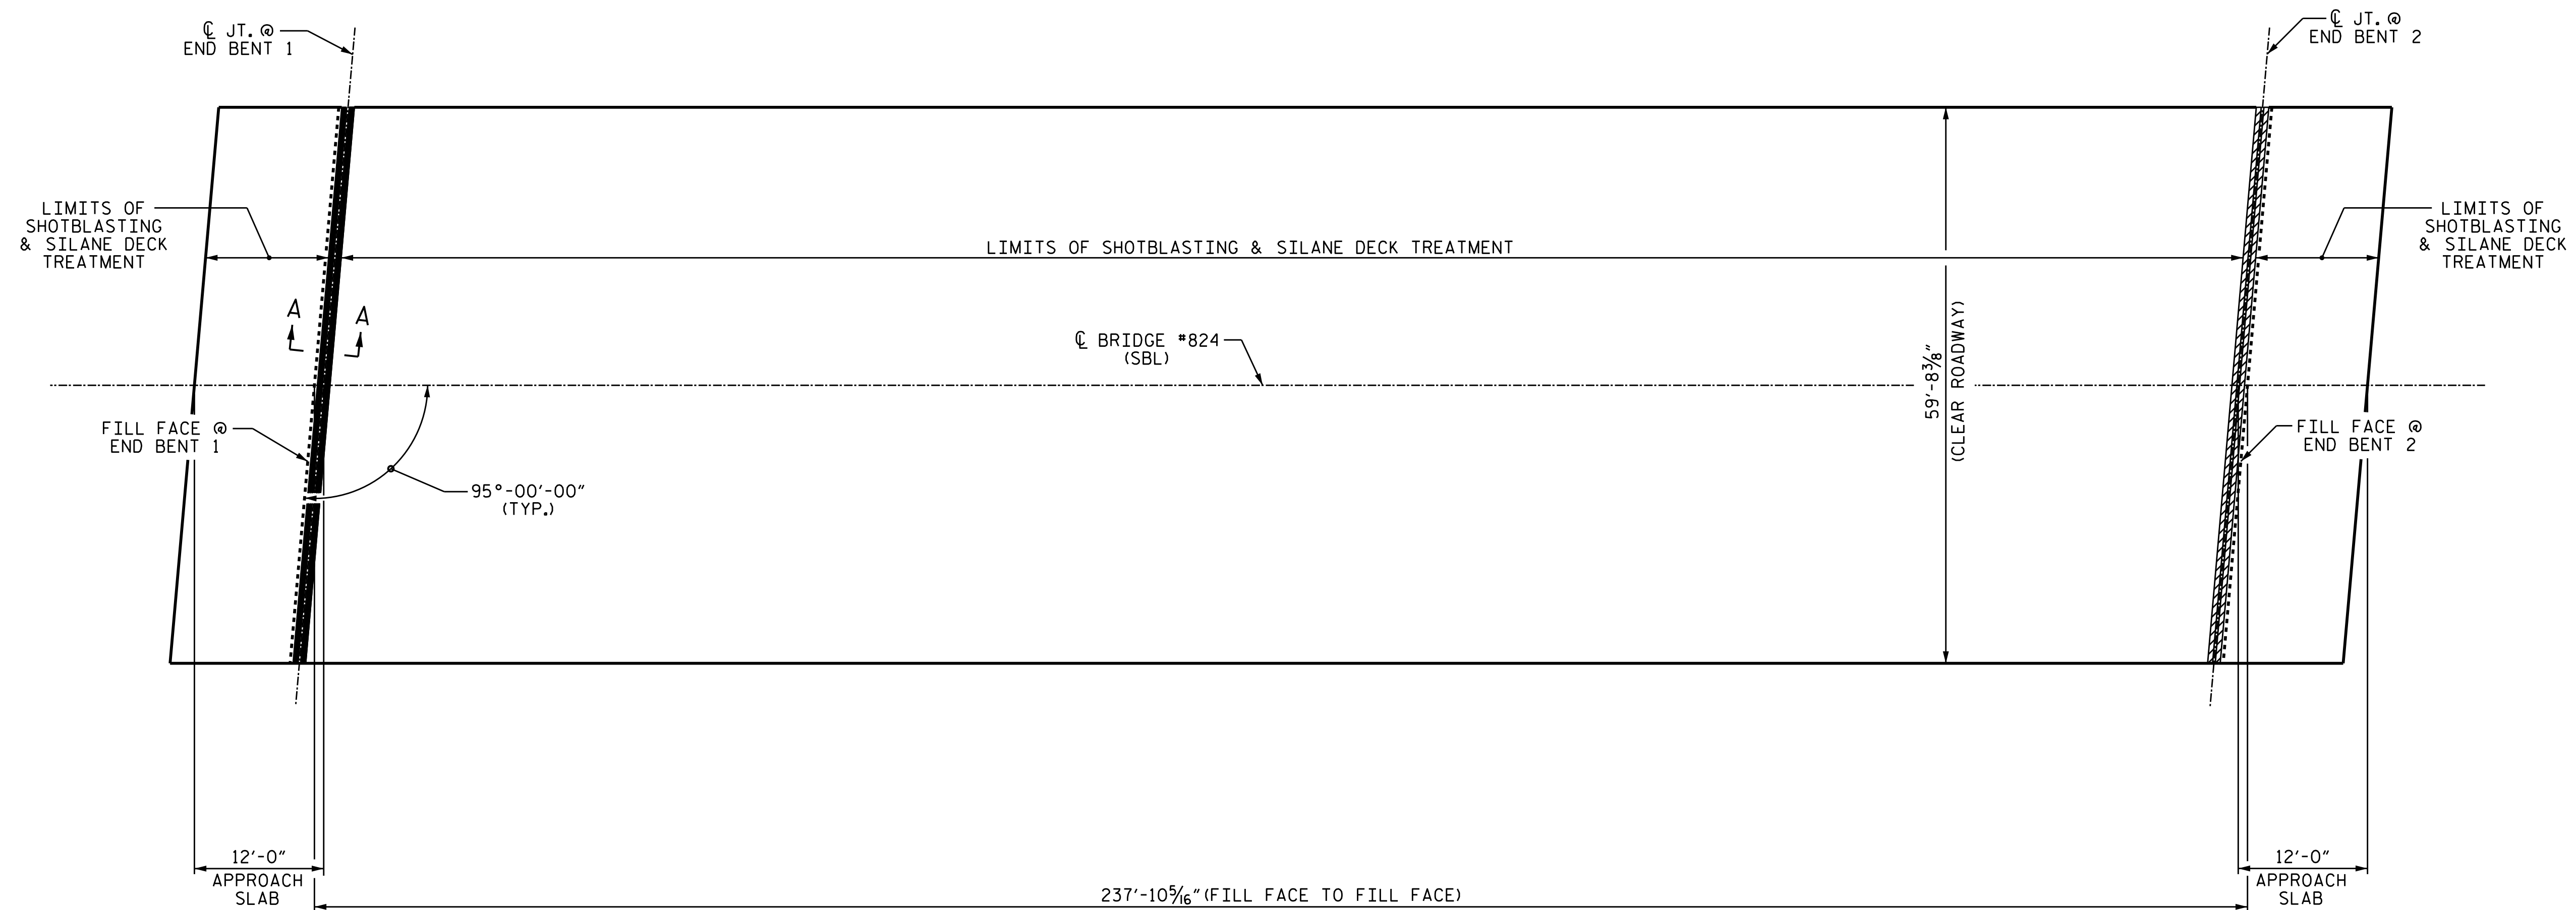 ℄ JT. @
END BENT 1
℄ JT. @
END BENT 2
LIMITS OF
SHOTBLASTING
& SILANE DECK
TREATMENT
LIMITS OF SHOTBLASTING & SILANE DECK TREATMENT
LIMITS OF
SHOTBLASTING
& SILANE DECK
TREATMENT
A
A
℄ BRIDGE #824
(SBL)
59'-8⅜"
(CLEAR ROADWAY)
FILL FACE @
END BENT 1
FILL FACE @
END BENT 2
95°-00'-00"
(TYP.)
12'-0"
APPROACH
SLAB
12'-0"
APPROACH
SLAB
237'-10 5/16" (FILL FACE TO FILL FACE)